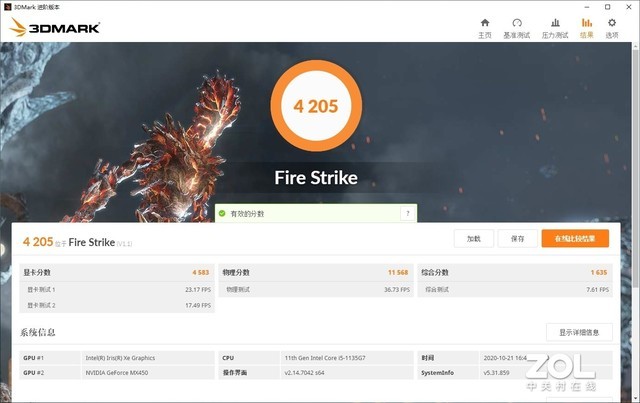 3DMark 进阶版本
3DMARK
主页 基准测试 压力测试 结果 选项
4 205
Fire Strike
有效的分数 ?
4 205 位于 Fire Strike (V1.1) 加载 保存 在线比较结果
显卡分数 4 583 物理分数 11 568 综合分数 1 635
显卡测试 1 23.17 FPS 物理测试 36.73 FPS 综合测试 7.61 FPS
显卡测试 2 17.49 FPS
系统信息 显示详细信息
GPU #1 Intel(R) Iris(R) Xe Graphics CPU 11th Gen Intel Core i5-1135G7 时间 2020-10-21 16:4
GPU #2 NVIDIA GeForce MX450 操作界面 v2.14.7042 s64 SystemInfo v5.31.859
ZOL
中关村在线